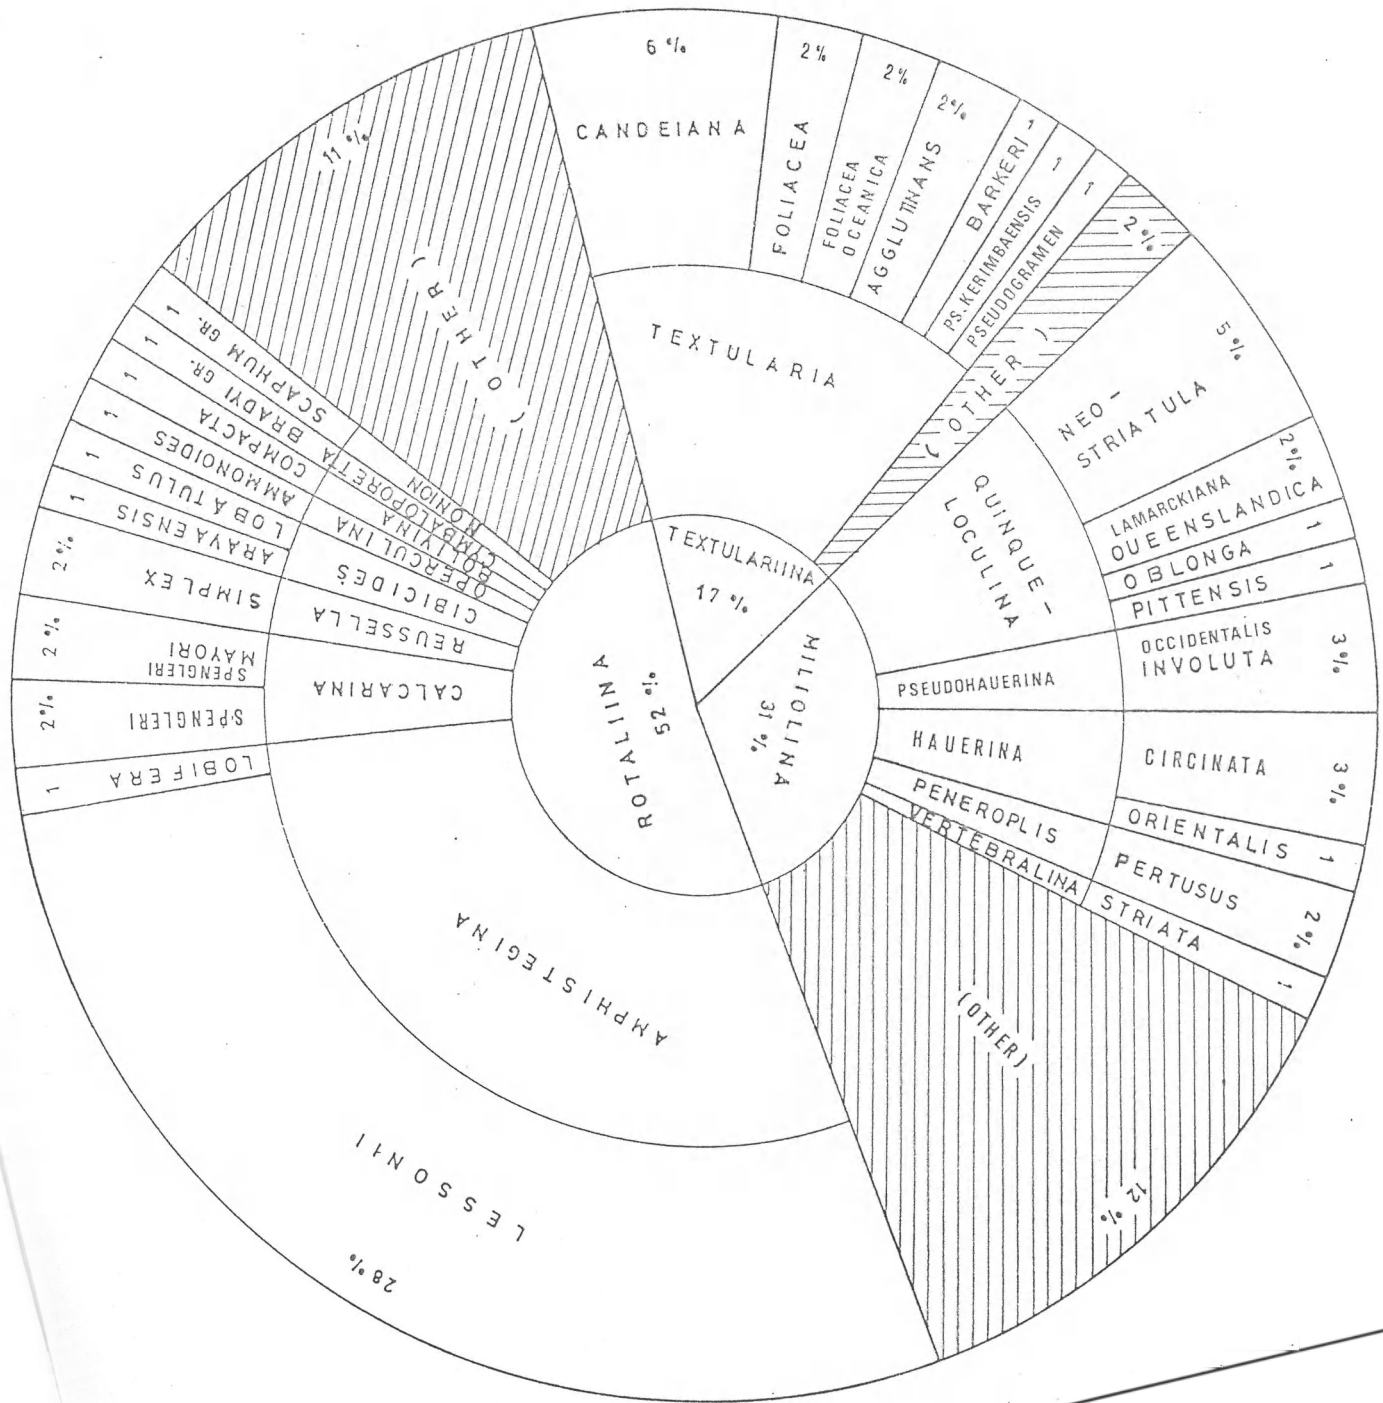 6 %
CANDEIANA
2 %
FOLIACEA
2 %
FOLIACEA
OCEANICA
2 %
AGGLUTINANS
1
BARKERI
1
PS. KERIMBAENSIS
1
PSEUDOGRAMEN
2 %
( OTHER )
TEXTULARIA
TEXTULARIINA
17 %
5 %
NEO -
STRIATULA
2 %
LAMARCKIANA
QUEENSLANDICA
OBLONGA 1
PITTENSIS 1
QUINQUE -
LOCULINA
OCCIDENTALIS
INVOLUTA
3 %
PSEUDOHAUERINA
HAUERINA
CIRCINATA
3 %
ORIENTALIS 1
PENEROPLIS
PERTUSUS
2 %
VERTEBRALINA
STRIATA
1
MILIOLINA
31 %
(OTHER)
12 %
ROTALIINA
52 %
AMPHISTEGINA
LESSONII
28 %
LOBIFERA
1
CALCARINA
SPENGLERI
2 %
SPENGLERI
MAYORI
2 %
REUSSELLA
SIMPLEX
2 %
CIBICIDES
ARAYAENSIS
1
LOBATULUS
1
OPERCULINA
AMMONOIDES
1
BOLIVINA
COMPACTA
1
CIMBALOPORETTA
BRADYI GR.
1
NONION
SCAPHUM GR.
1
( OTHER )
11 %